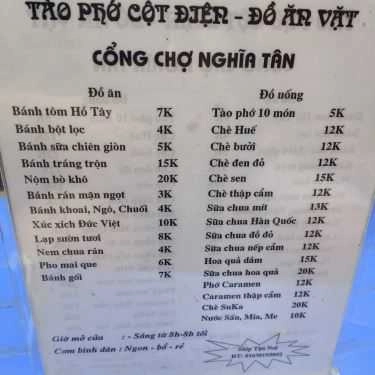 TÀO PHỚ CỘT ĐIỆN - ĐỒ ĂN VẶT
CỔNG CHỢ NGHĨA TÂN
Đồ ăn
Bánh tôm Hồ Tây 7K
Bánh bột lọc 4K
Bánh sữa chiên giòn 5K
Bánh tráng trộn 15K
Nộm bò khô 20K
Bánh rán mặn ngọt 3K
Bánh khoai, Ngô, Chuối 4K
Xúc xích Đức Việt 10K
Lạp sườn tươi 8K
Nem chua rán 4K
Pho mai que 6K
Bánh gối 7K
Đồ uống
Tào phớ 10 món 5K
Chè Huế 12K
Chè bưởi 12K
Chè đen đỏ 12K
Chè sen 15K
Chè thập cẩm 12K
Sữa chua mít 13K
Sữa chua Hàn Quốc 12K
Sữa chua đỗ đỏ 12K
Sữa chua nếp cẩm 12K
Hoa quả dầm 15K
Sữa chua hoa quả 20K
Phớ Caramen 12K
Caramen thập cẩm 12K
Chè SuKa 20K
Nước Sấu, Mia, Me 10K
Giờ mở cửa : - Sáng từ 8h-8h tối
Cơm bình dân : Ngon - bổ - rẻ